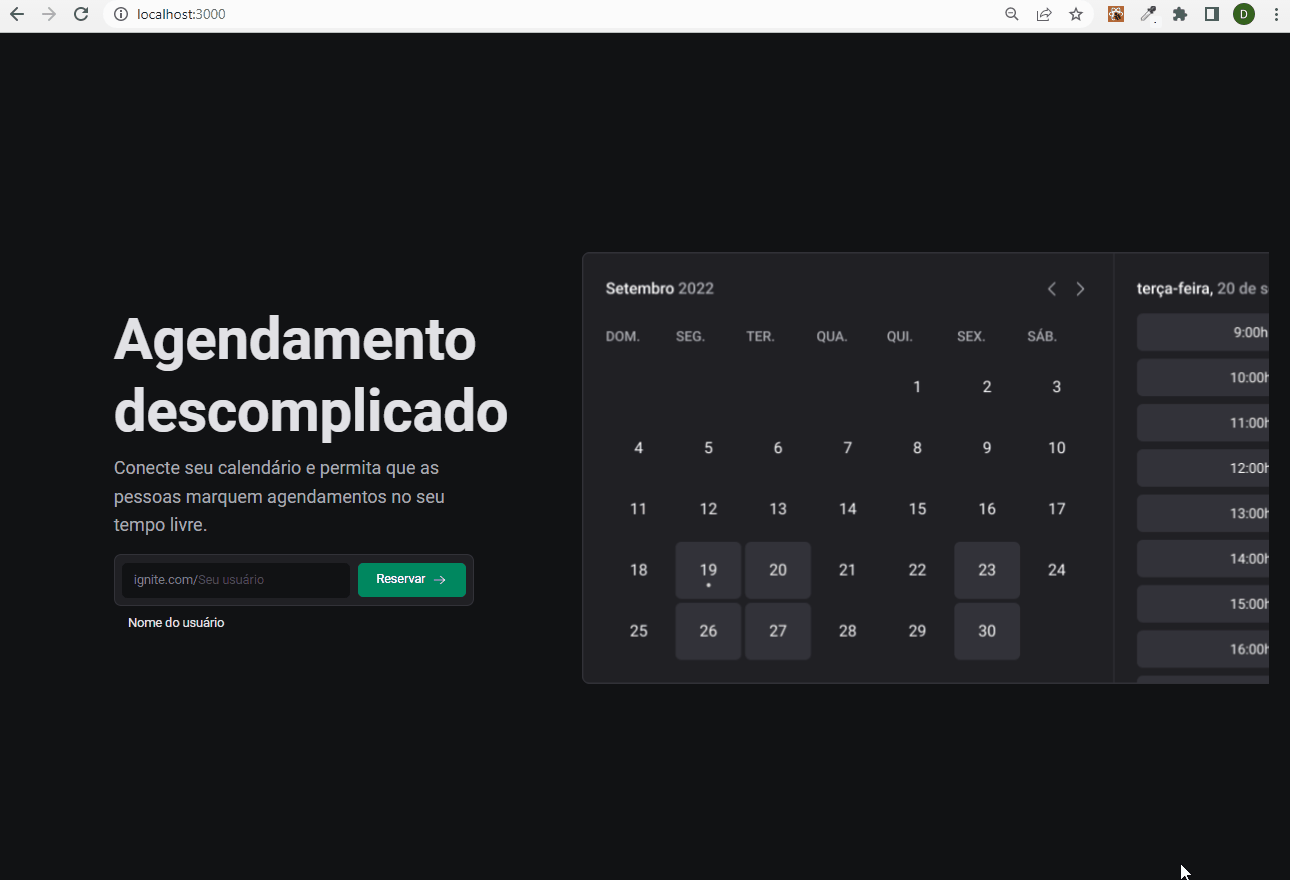 localhost:3000
D
Agendamento
descomplicado
Conecte seu calendário e permita que as
pessoas marquem agendamentos no seu
tempo livre.
ignite.com/Seu usuário
Reservar →
Nome do usuário
Setembro 2022
DOM. SEG. TER. QUA. QUI. SEX. SÁB.
1 2 3
4 5 6 7 8 9 10
11 12 13 14 15 16 17
18 19 20 21 22 23 24
25 26 27 28 29 30
terça-feira, 20 de s
9:00h
10:00h
11:00h
12:00h
13:00h
14:00h
15:00h
16:00h